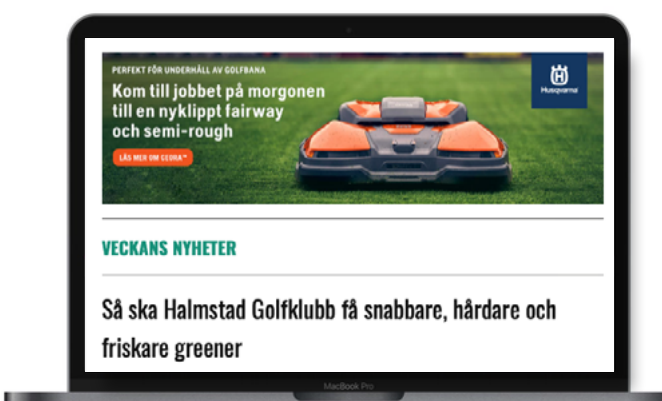 PERFEKT FÖR UNDERHÅLL AV GOLFBANA
Kom till jobbet på morgonen
till en nyklippt fairway
och semi-rough
LÄS MER OM CEORA™
Husqvarna
VECKANS NYHETER
Så ska Halmstad Golfklubb få snabbare, hårdare och
friskare greener
MacBook Pro